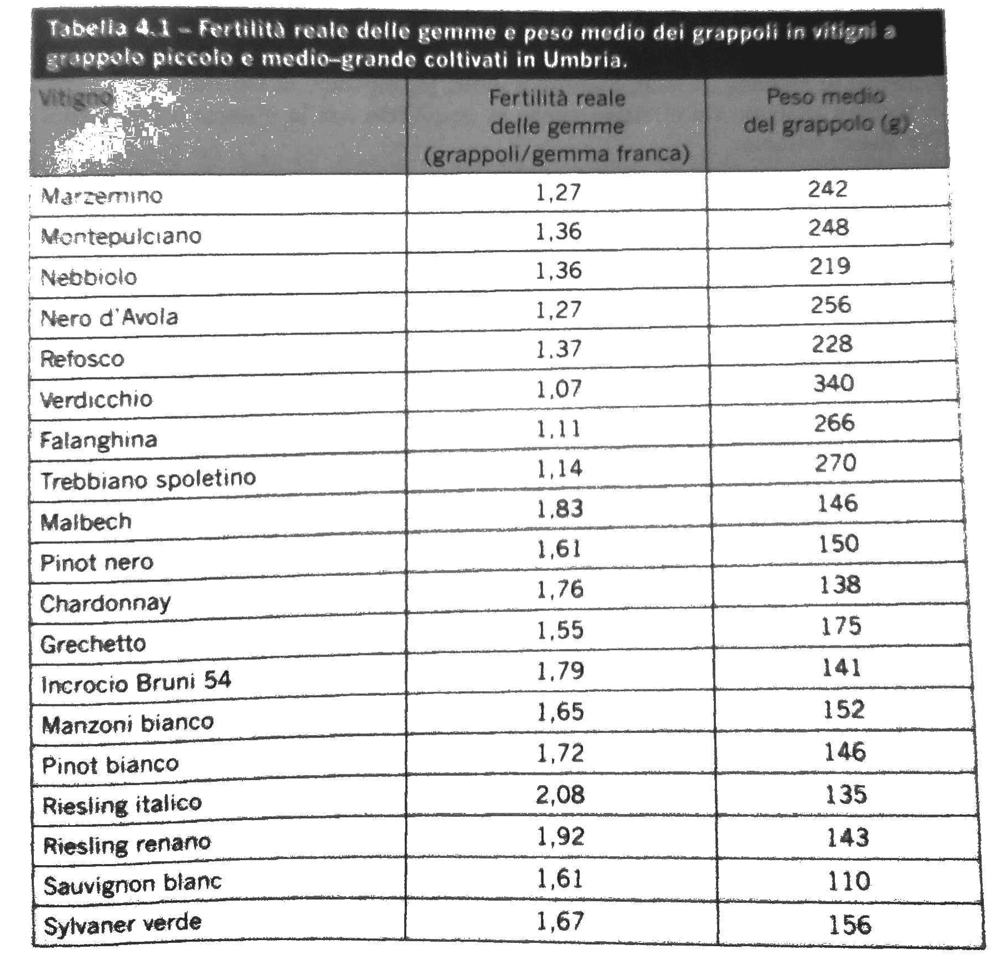 Tabella 4.1 – Fertilità reale delle gemme e peso medio dei grappoli in vitigni a
grappolo piccolo e medio–grande coltivati in Umbria.
Vitigno
Fertilità reale
delle gemme
(grappoli/gemma franca)
Peso medio
del grappolo (g)
Marzemino 1,27 242
Montepulciano 1,36 248
Nebbiolo 1,36 219
Nero d'Avola 1,27 256
Refosco 1,37 228
Verdicchio 1,07 340
Falanghina 1,11 266
Trebbiano spoletino 1,14 270
Malbech 1,83 146
Pinot nero 1,61 150
Chardonnay 1,76 138
Grechetto 1,55 175
Incrocio Bruni 54 1,79 141
Manzoni bianco 1,65 152
Pinot bianco 1,72 146
Riesling italico 2,08 135
Riesling renano 1,92 143
Sauvignon blanc 1,61 110
Sylvaner verde 1,67 156